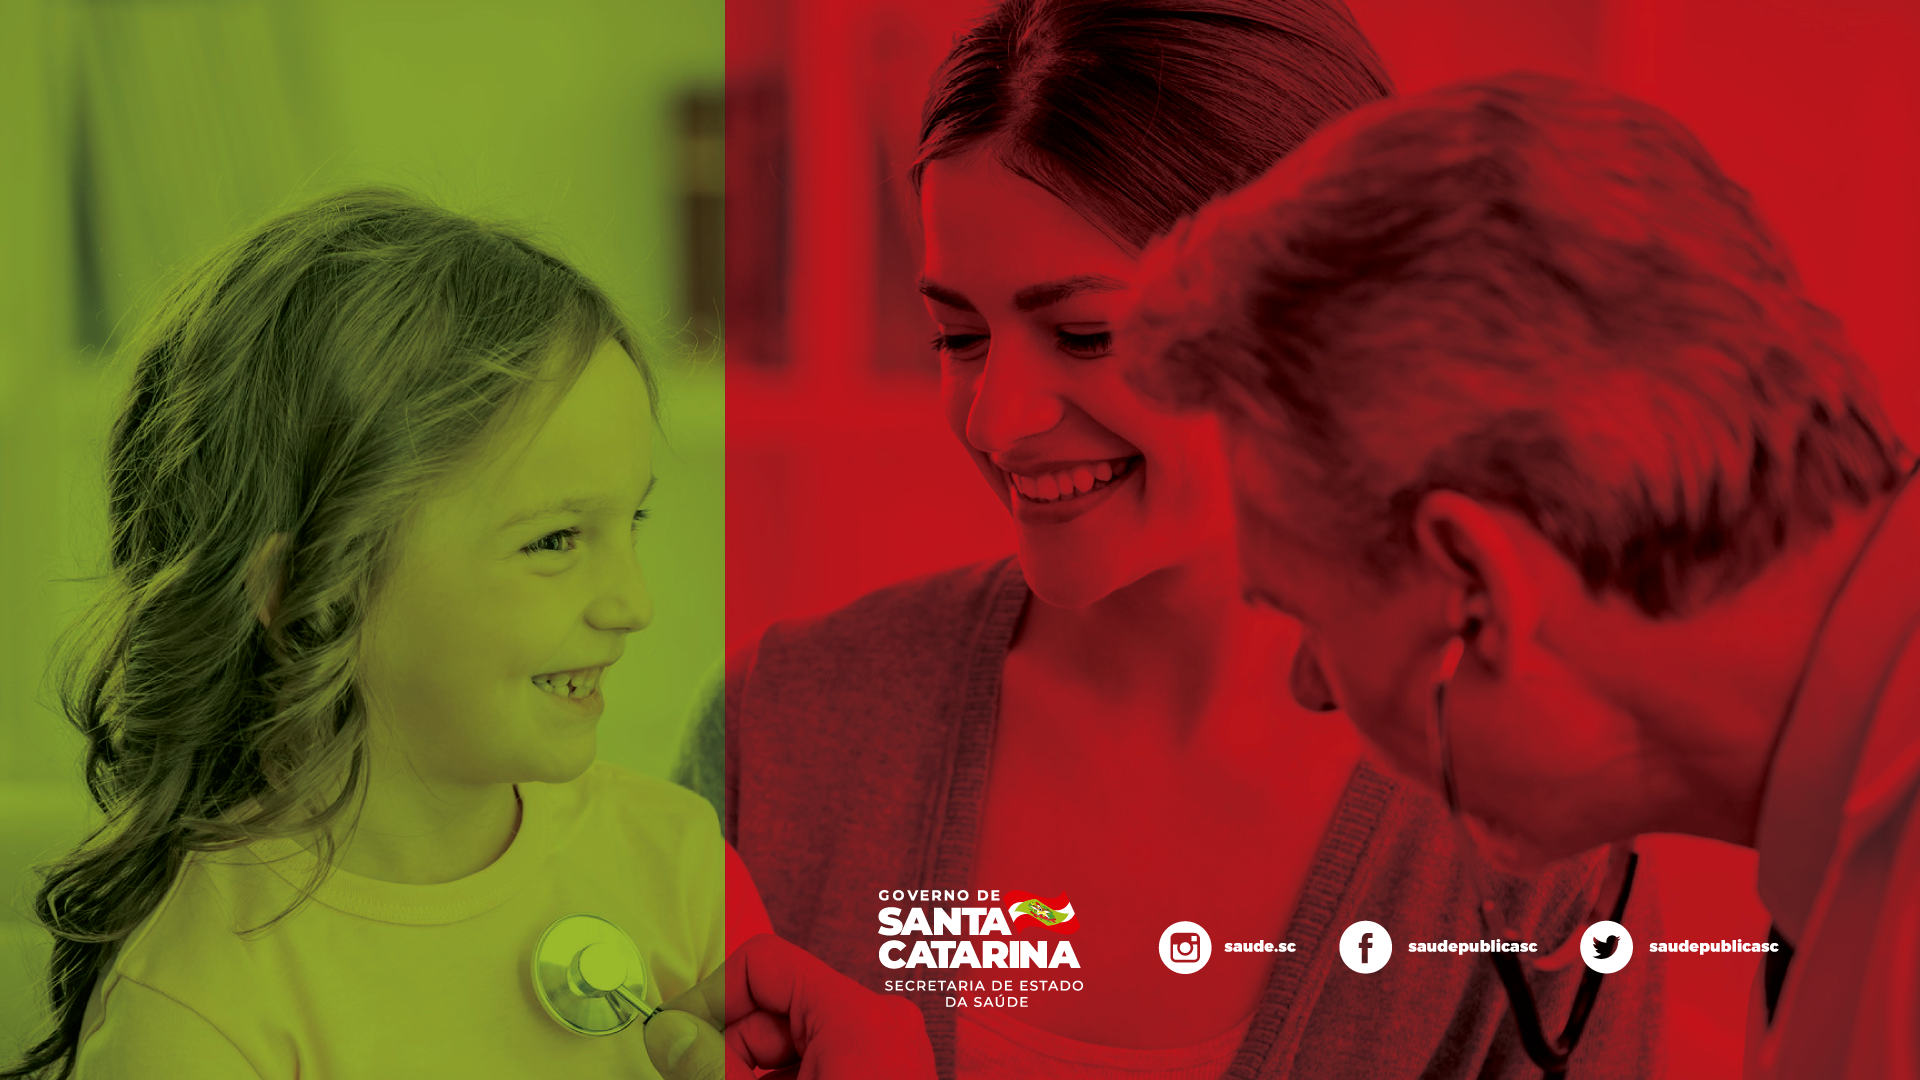 GOVERNO DE
SANTA
CATARINA
SECRETARIA DE ESTADO
DA SAÚDE
saude.sc
saudepublicasc
saudepublicasc